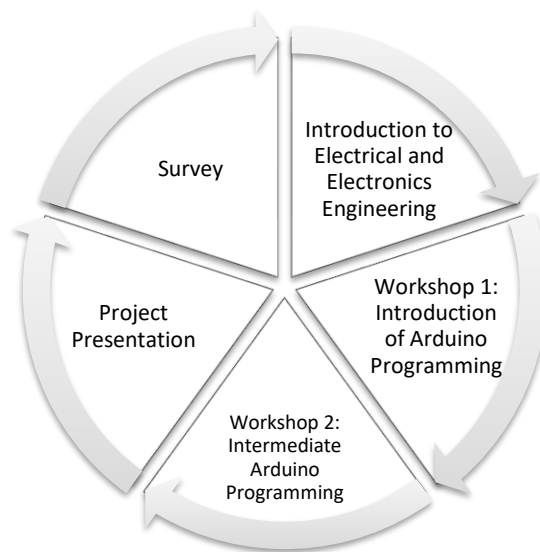 Introduction to
Electrical and
Electronics
Engineering
Workshop 1:
Introduction
of Arduino
Programming
Workshop 2:
Intermediate
Arduino
Programming
Project
Presentation
Survey